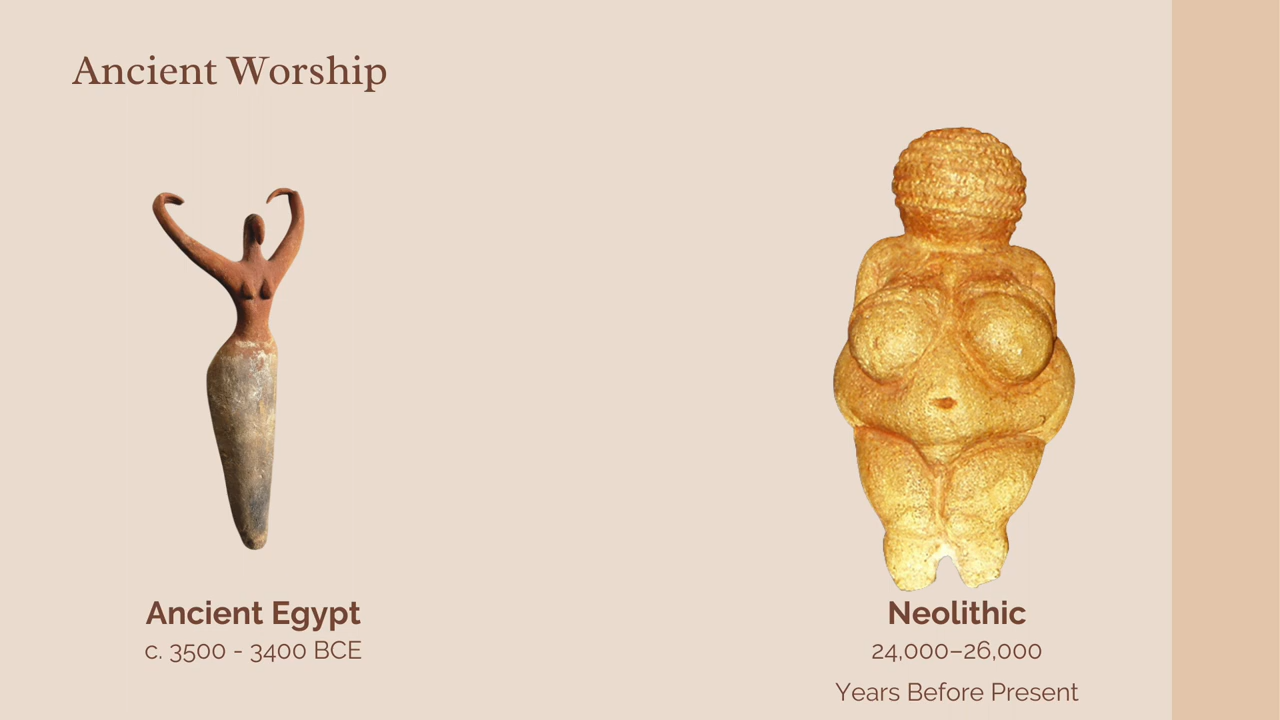 Ancient Worship
Ancient Egypt
c. 3500 - 3400 BCE
Neolithic
24,000–26,000
Years Before Present